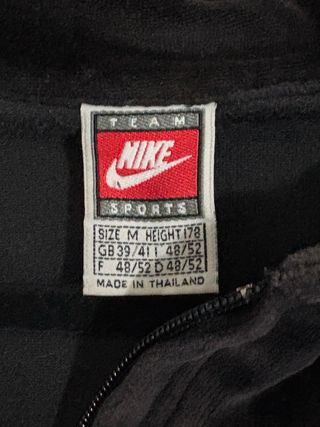 TEAM
NIKE
SPORTS
SIZE M HEIGHT 178
GB 39/41 I 48/52
F 48/52 D 48/52
MADE IN THAILAND